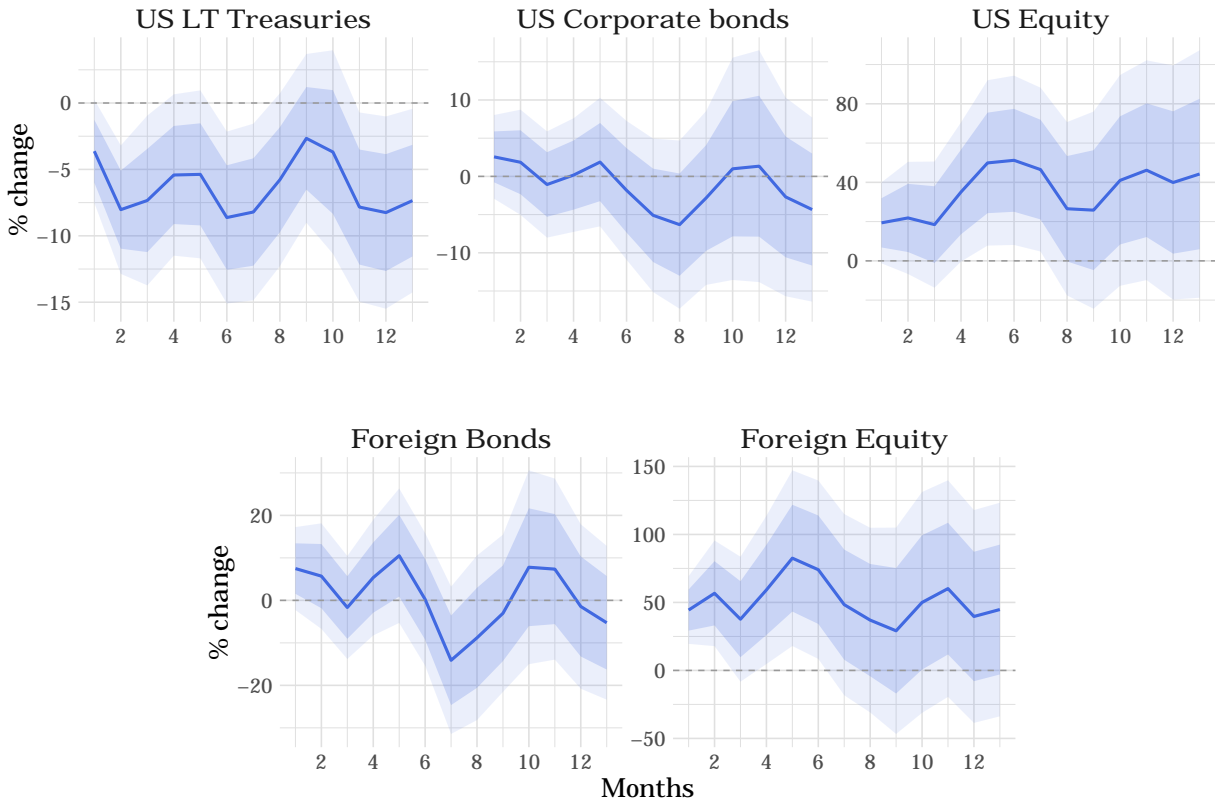 US LT Treasuries
US Corporate bonds
US Equity
% change
0
−5
−10
−15
2 4 6 8 10 12
10
0
−10
2 4 6 8 10 12
80
40
0
2 4 6 8 10 12
Foreign Bonds
Foreign Equity
% change
20
0
−20
2 4 6 8 10 12
150
100
50
0
−50
2 4 6 8 10 12
Months